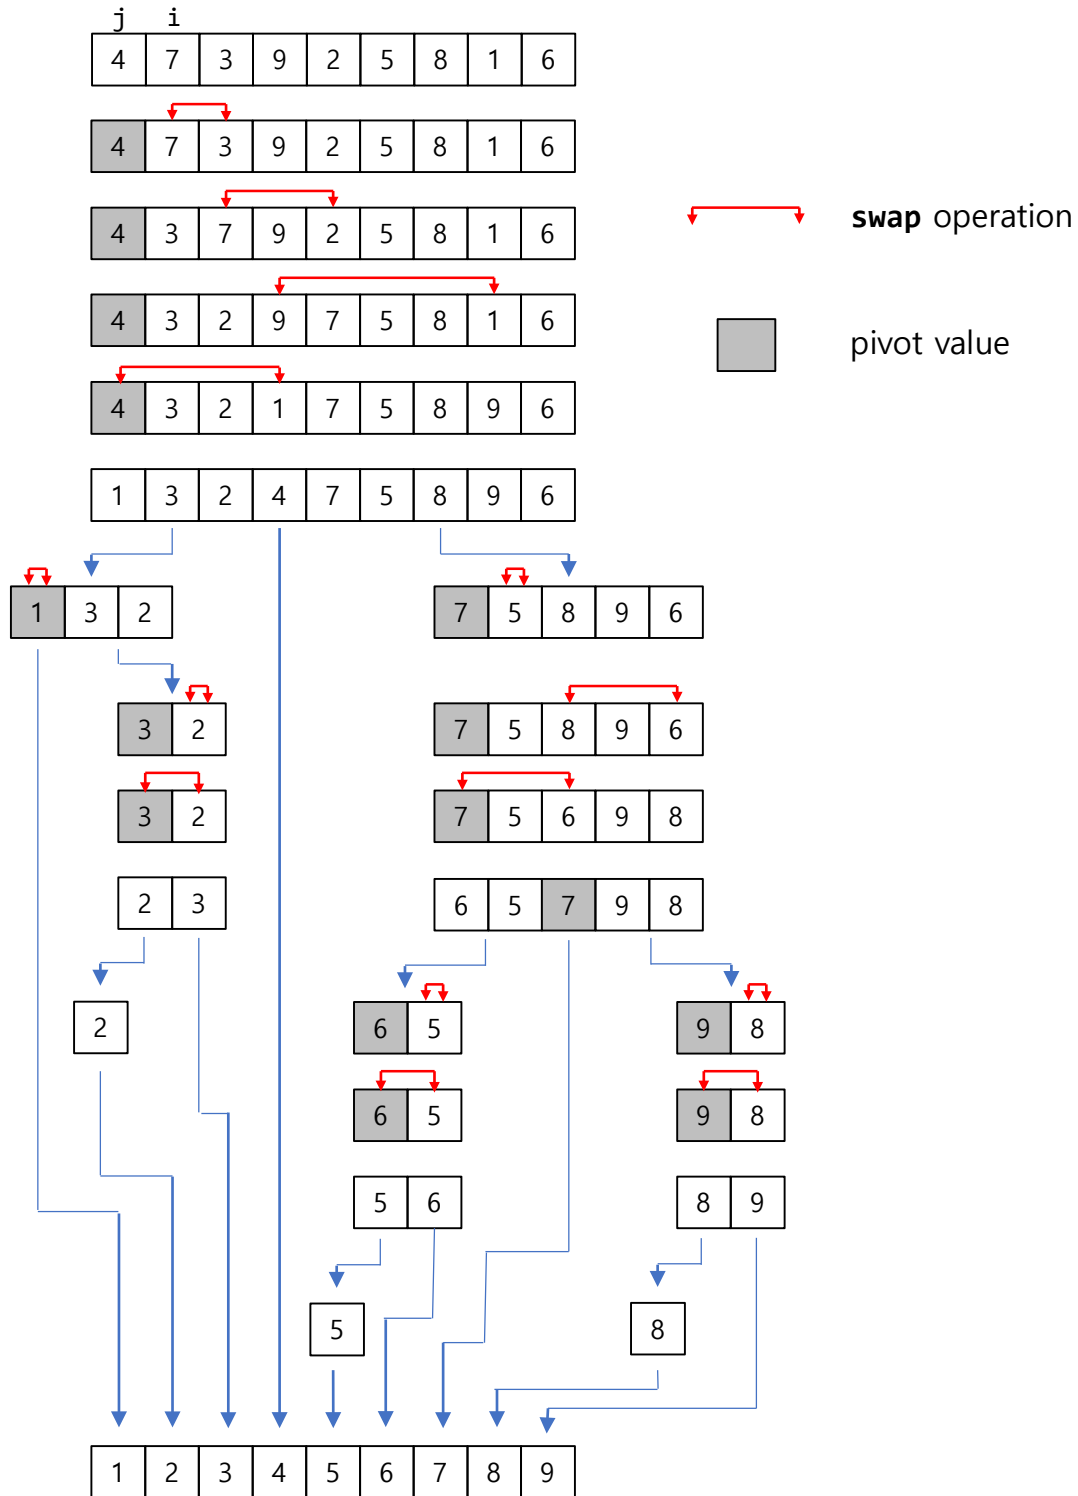 j i
4 7 3 9 2 5 8 1 6
4 7 3 9 2 5 8 1 6
4 3 7 9 2 5 8 1 6
swap operation
4 3 2 9 7 5 8 1 6
pivot value
4 3 2 1 7 5 8 9 6
1 3 2 4 7 5 8 9 6
1 3 2
7 5 8 9 6
3 2
7 5 8 9 6
3 2
7 5 6 9 8
2 3
6 5 7 9 8
2
6 5
9 8
6 5
9 8
5 6
8 9
5
8
1 2 3 4 5 6 7 8 9